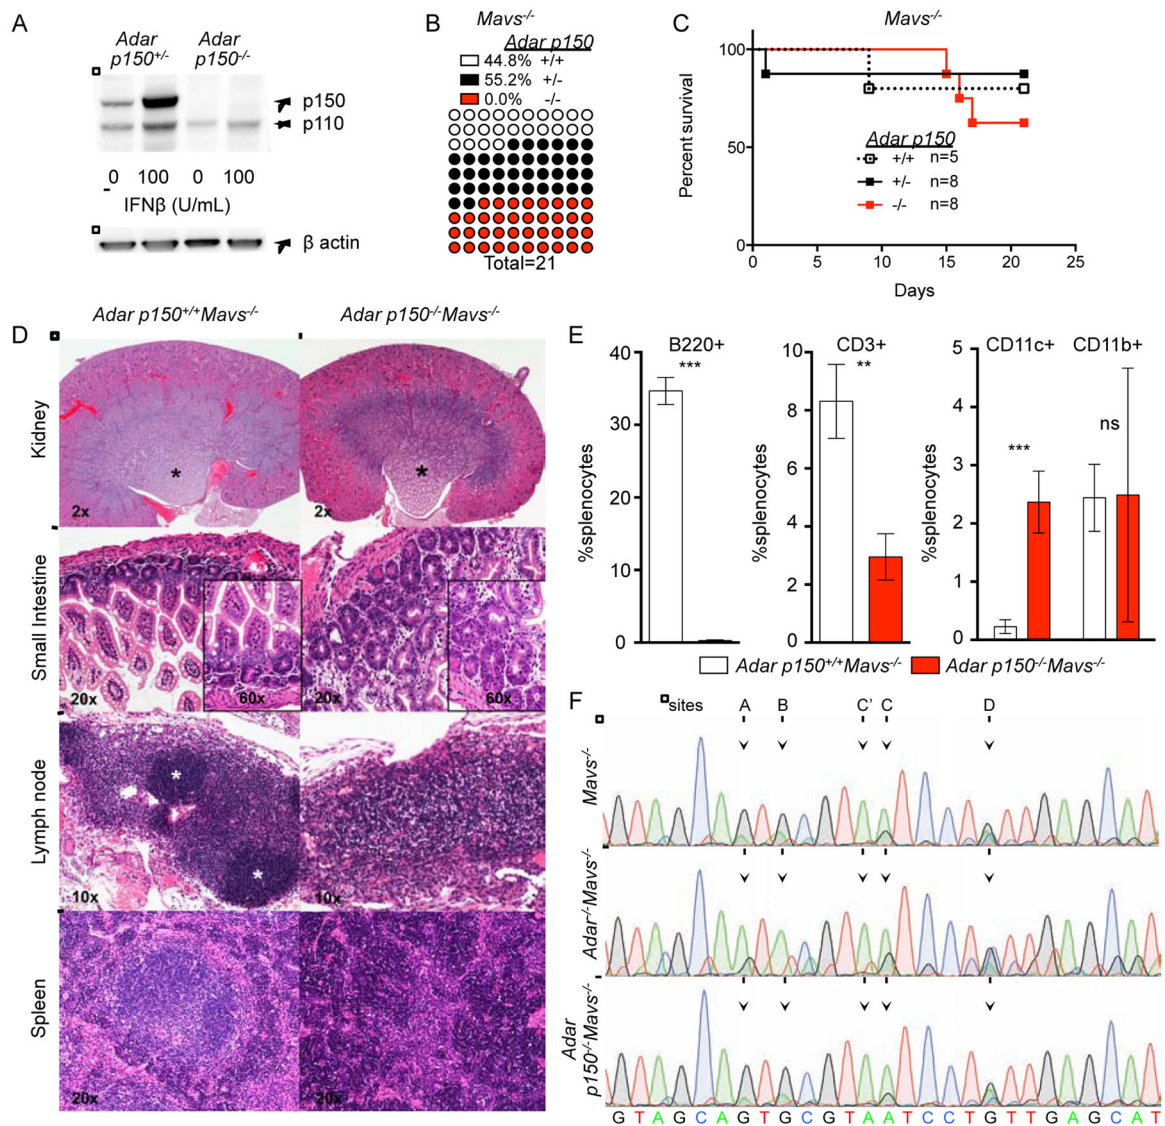 A
Adar p150+/-
Adar p150-/-
p150
p110
0 100 0 100
IFNβ (U/mL)
β actin
B
Mavs-/-
Adar p150
44.8% +/+
55.2% +/-
0.0% -/-
Total=21
C
Mavs-/-
Percent survival
100
50
0
0 5 10 15 20 25
Days
Adar p150
+/+ n=5
+/- n=8
-/- n=8
D
Adar p150+/+Mavs-/-
Adar p150-/-Mavs-/-
Kidney
*
2x
*
2x
Small Intestine
20x
60x
20x
60x
Lymph node
*
*
10x
10x
Spleen
20x
20x
E
B220+
***
%splenocytes
40
30
20
10
0
CD3+
**
%splenocytes
10
8
6
4
2
0
CD11c+ CD11b+
***
ns
%splenocytes
5
4
3
2
1
0
Adar p150+/+Mavs-/-
Adar p150-/-Mavs-/-
F
sites A B C' C D
Mavs-/-
Adar-/-Mavs-/-
Adar
p150-/-Mavs-/-
G T A G C A G T G C G T A A T C C T G T T G A G C A T